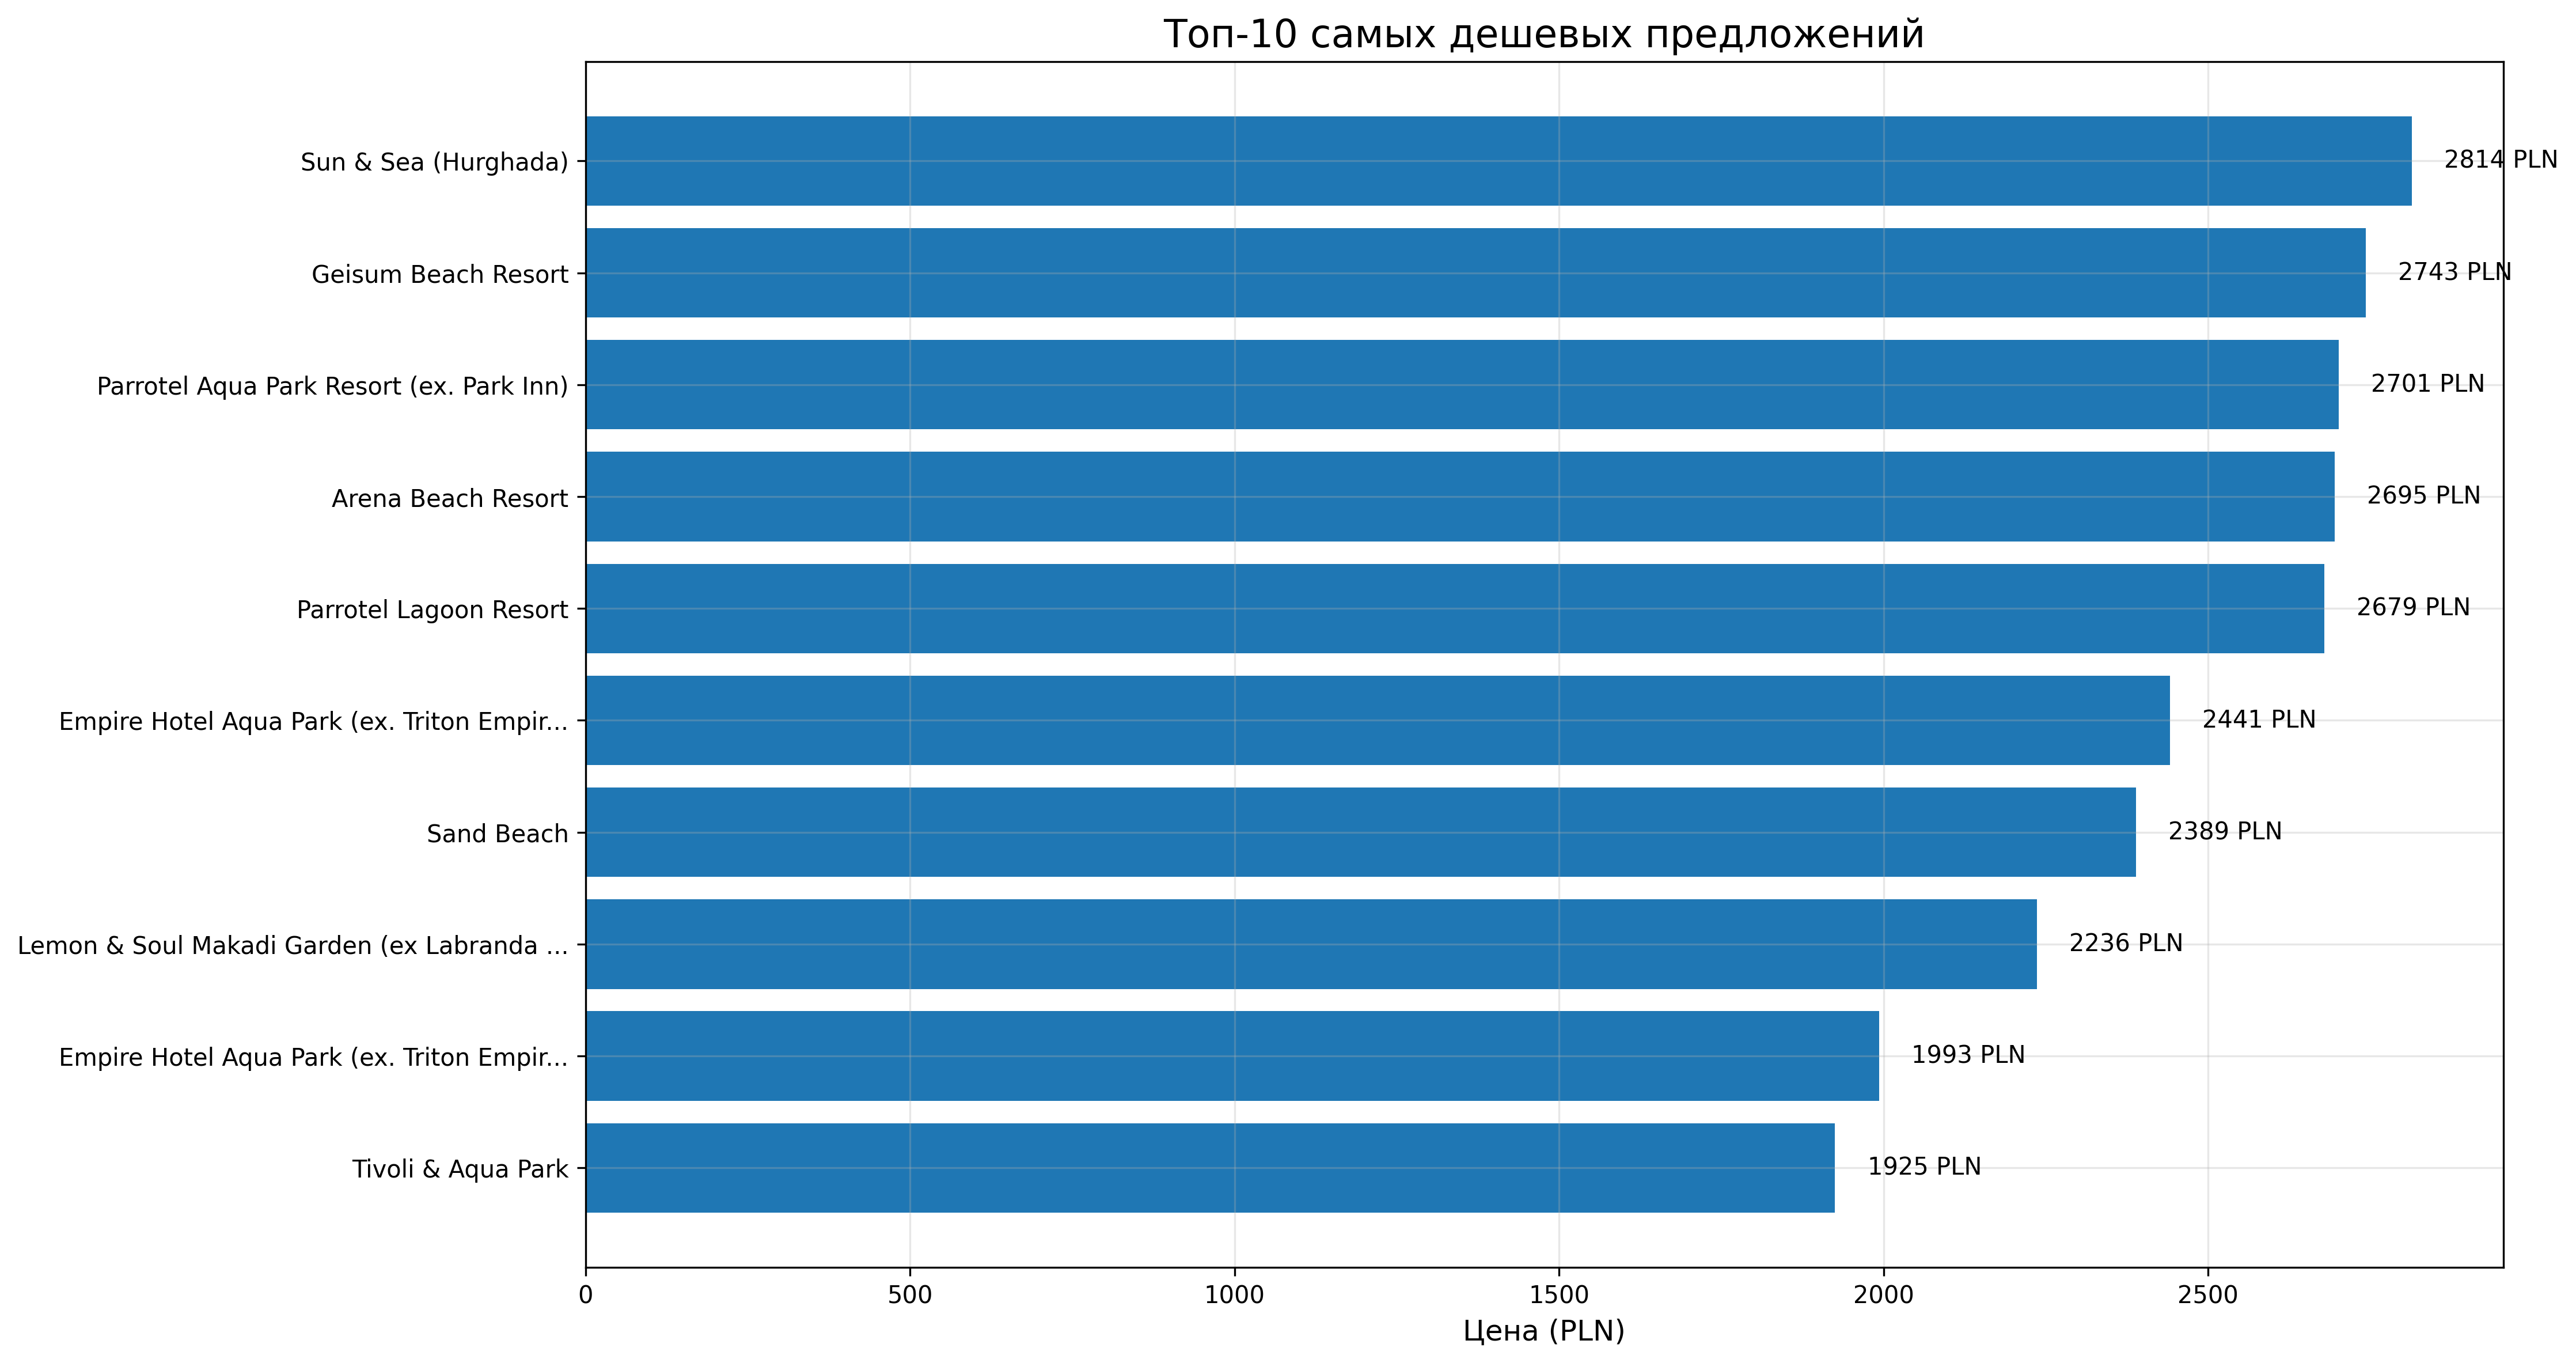 Топ-10 самых дешевых предложений
Sun & Sea (Hurghada)
2814 PLN
Geisum Beach Resort
2743 PLN
Parrotel Aqua Park Resort (ex. Park Inn)
2701 PLN
Arena Beach Resort
2695 PLN
Parrotel Lagoon Resort
2679 PLN
Empire Hotel Aqua Park (ex. Triton Empir...
2441 PLN
Sand Beach
2389 PLN
Lemon & Soul Makadi Garden (ex Labranda ...
2236 PLN
Empire Hotel Aqua Park (ex. Triton Empir...
1993 PLN
Tivoli & Aqua Park
1925 PLN
0 500 1000 1500 2000 2500
Цена (PLN)